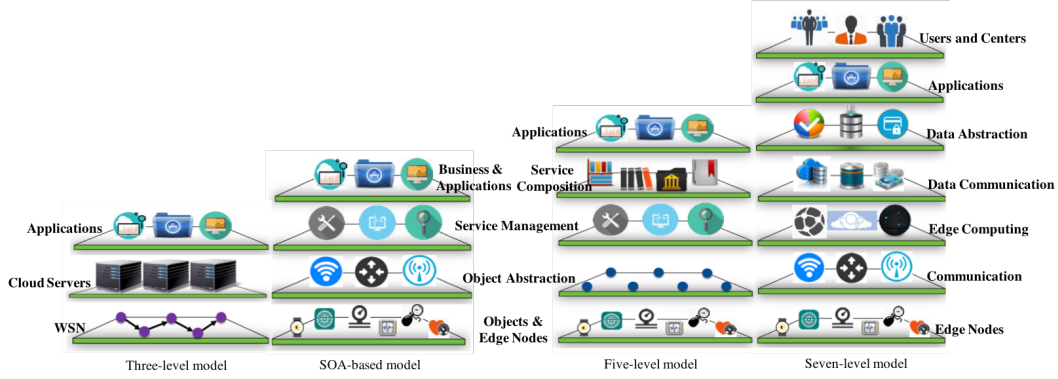 Users and Centers
Applications
Data Abstraction
Data Communication
Edge Computing
Communication
Edge Nodes
Applications
Service
Composition
Business &
Applications
Service Management
Object Abstraction
Objects &
Edge Nodes
Applications
Cloud Servers
WSN
Three-level model
SOA-based model
Five-level model
Seven-level model